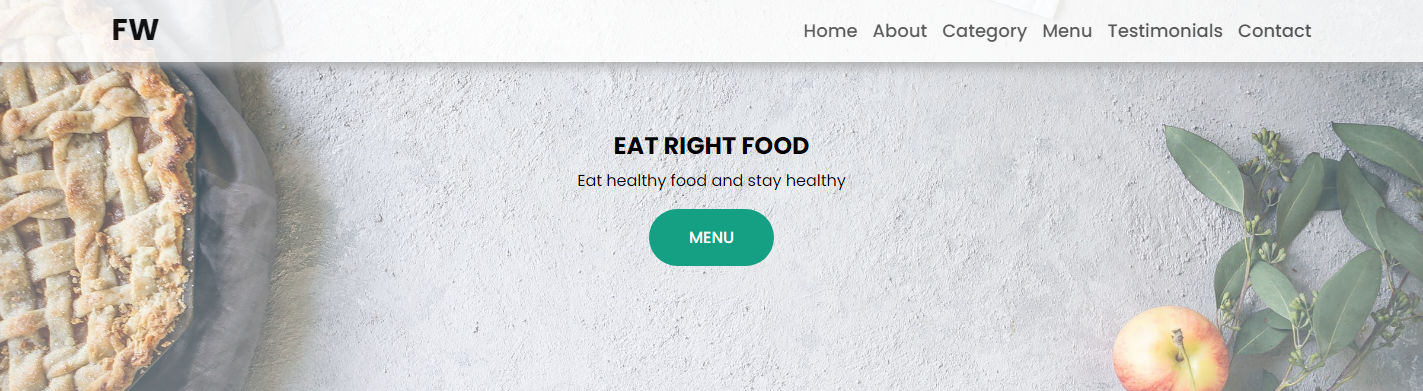 FW Home About Category Menu Testimonials Contact
EAT RIGHT FOOD
Eat healthy food and stay healthy
MENU